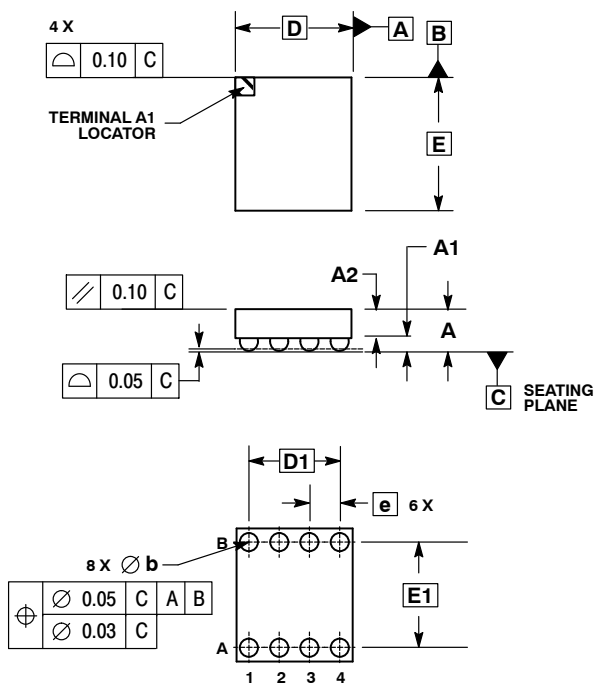 4 X
D
A
B
⌓ 0.10 C
TERMINAL A1
LOCATOR
E
A1
A2
⫽ 0.10 C
A
⌓ 0.05 C
C
SEATING
PLANE
D1
e 6 X
B
8 X ∅ b
E1
⌖ ∅ 0.05 C A B
∅ 0.03 C
A
1 2 3 4